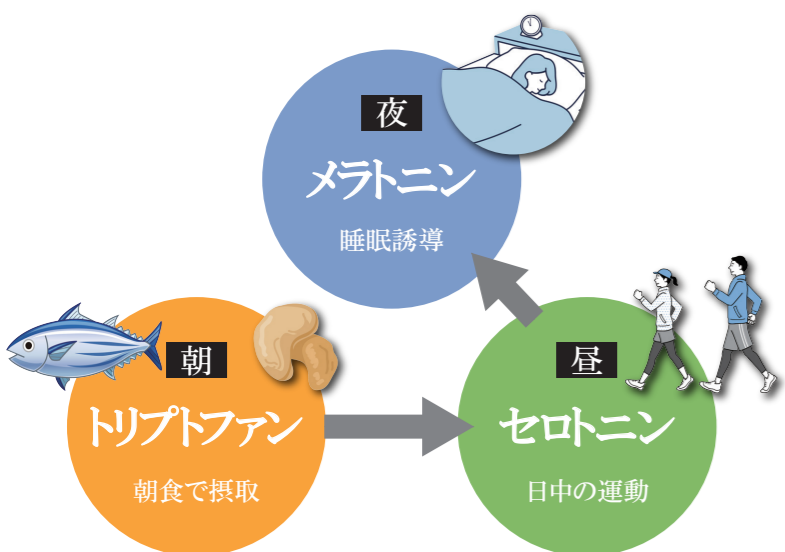 夜
メラトニン
睡眠誘導
朝
トリプトファン
朝食で摂取
昼
セロトニン
日中の運動